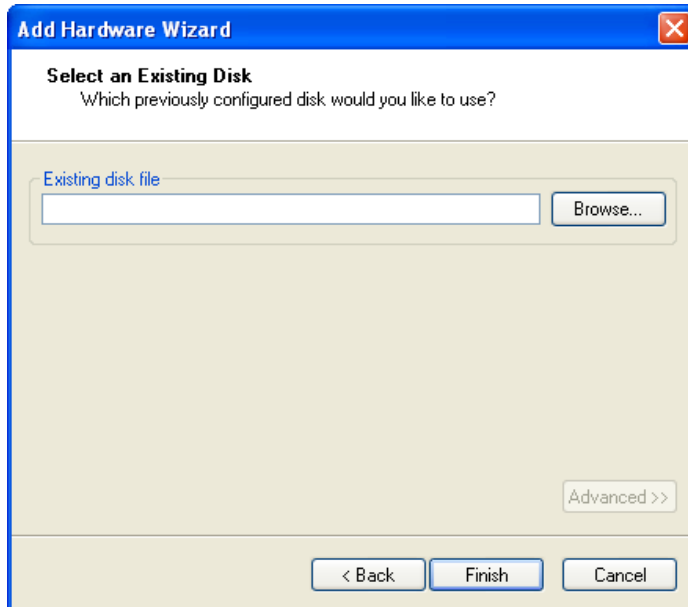 Add Hardware Wizard
Select an Existing Disk
Which previously configured disk would you like to use?
Existing disk file
Browse...
Advanced >>
< Back
Finish
Cancel